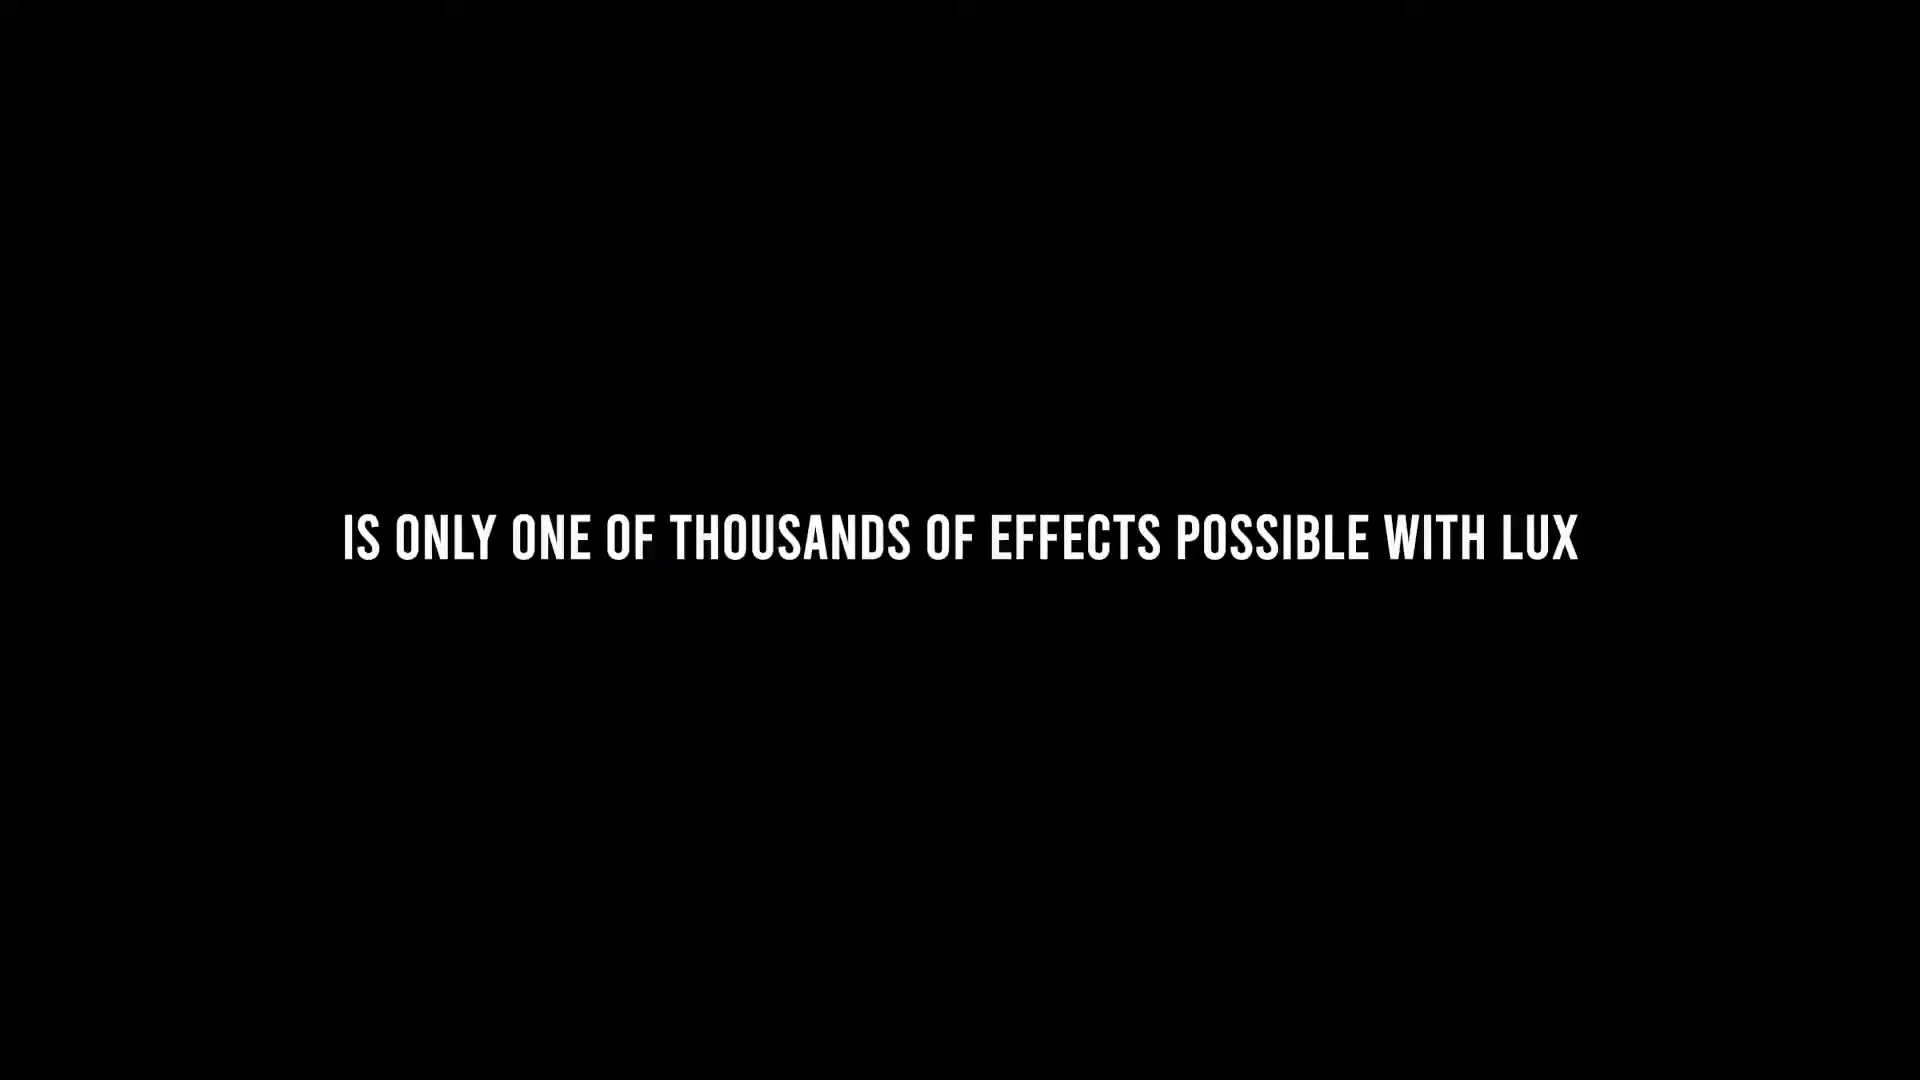 IS ONLY ONE OF THOUSANDS OF EFFECTS POSSIBLE WITH LUX